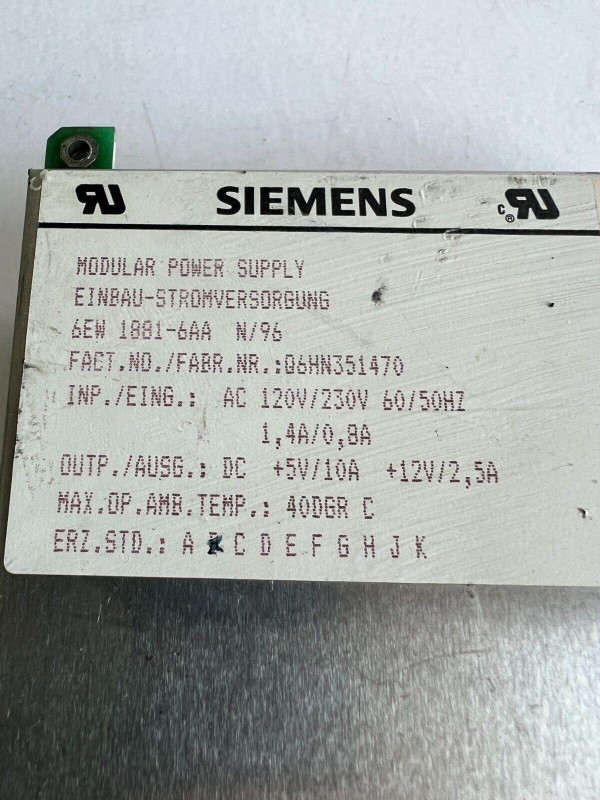 RU SIEMENS c RU ®
MODULAR POWER SUPPLY
EINBAU-STROMVERSORGUNG
6EW 1881-6AA N/96
FACT.NO./FABR.NR.:Q6HN351470
INP./EING.: AC 120V/230V 60/50HZ
1,4A/0,8A
OUTP./AUSG.: DC +5V/10A +12V/2,5A
MAX.OP.AMB.TEMP.: 40DGR C
ERZ.STD.: A B C D E F G H J K